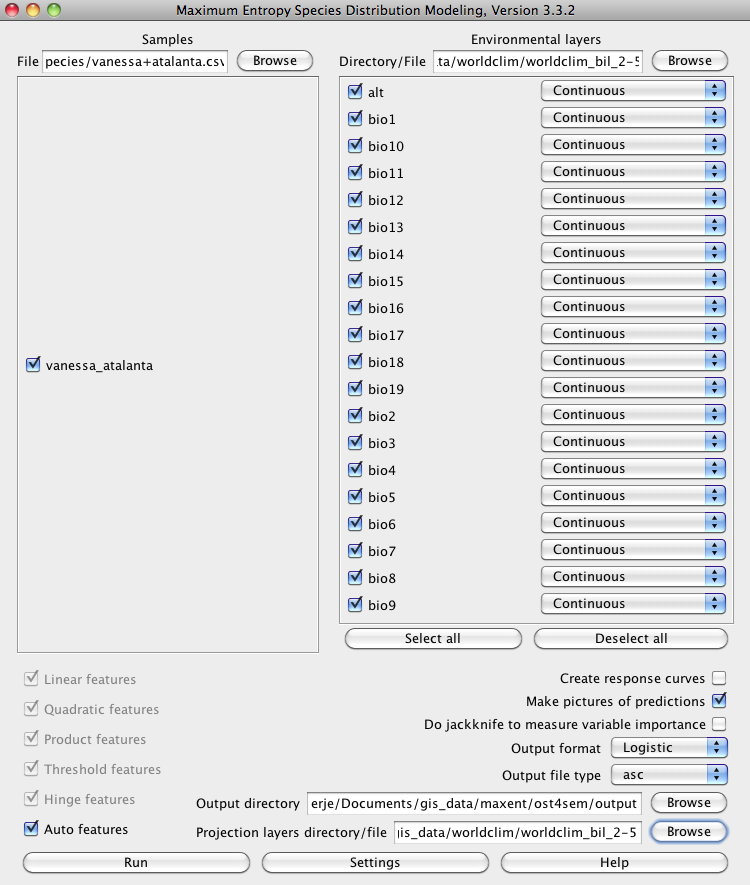 Maximum Entropy Species Distribution Modeling, Version 3.3.2
Samples
File pecies/vanessa+atalanta.csv Browse
vanessa_atalanta
Environmental layers
Directory/File ta/worldclim/worldclim_bil_2-5 Browse
alt Continuous
bio1 Continuous
bio10 Continuous
bio11 Continuous
bio12 Continuous
bio13 Continuous
bio14 Continuous
bio15 Continuous
bio16 Continuous
bio17 Continuous
bio18 Continuous
bio19 Continuous
bio2 Continuous
bio3 Continuous
bio4 Continuous
bio5 Continuous
bio6 Continuous
bio7 Continuous
bio8 Continuous
bio9 Continuous
Select all Deselect all
Linear features
Quadratic features
Product features
Threshold features
Hinge features
Auto features
Create response curves
Make pictures of predictions
Do jackknife to measure variable importance
Output format Logistic
Output file type asc
Output directory erje/Documents/gis_data/maxent/ost4sem/output Browse
Projection layers directory/file gis_data/worldclim/worldclim_bil_2-5 Browse
Run Settings Help